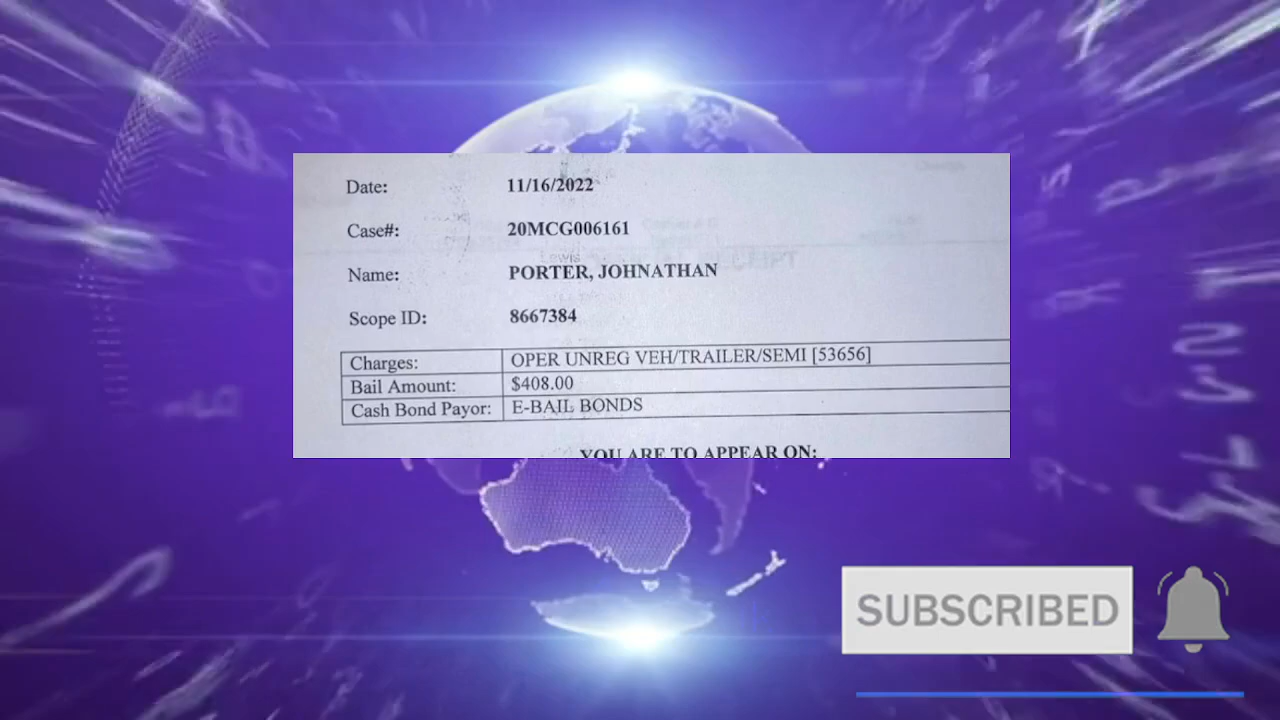 Date: 11/16/2022
Case#: 20MCG006161
Lewis
Name: PORTER, JOHNATHAN
Scope ID: 8667384
Charges: OPER UNREG VEH/TRAILER/SEMI [53656]
Bail Amount: $408.00
Cash Bond Payor: E-BAIL BONDS
YOU ARE TO APPEAR ON:
SUBSCRIBED